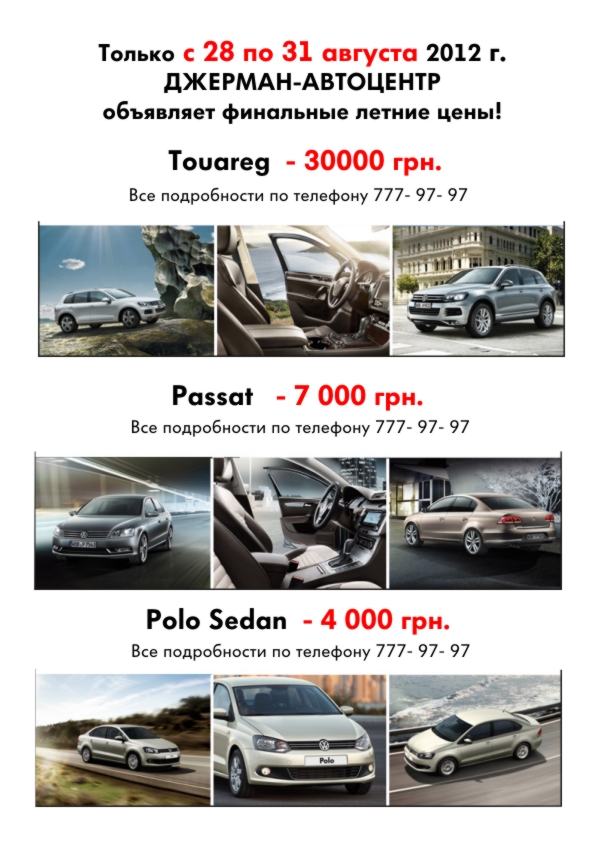 Только с 28 по 31 августа 2012 г.
ДЖЕРМАН-АВТОЦЕНТР
объявляет финальные летние цены!
Touareg - 30000 грн.
Все подробности по телефону 777- 97- 97
Passat - 7 000 грн.
Все подробности по телефону 777- 97- 97
Polo Sedan - 4 000 грн.
Все подробности по телефону 777- 97- 97
Polo